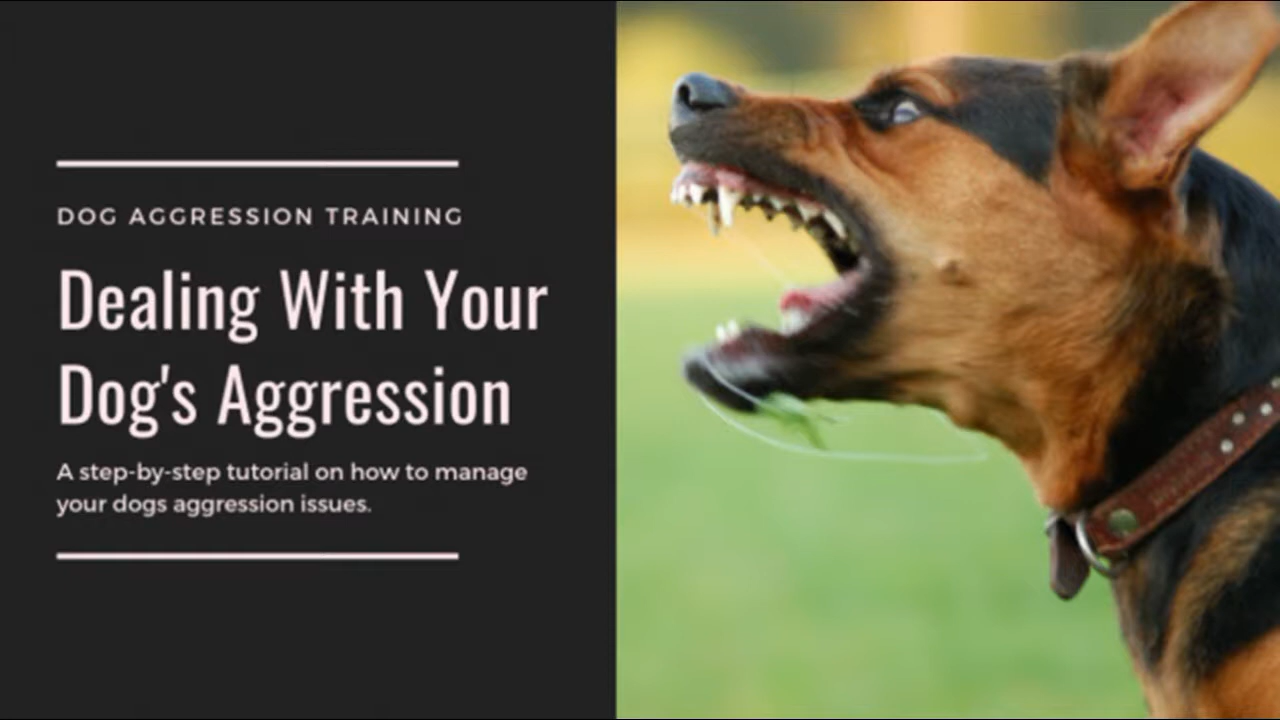 DOG AGGRESSION TRAINING
Dealing With Your
Dog's Aggression
A step-by-step tutorial on how to manage
your dogs aggression issues.